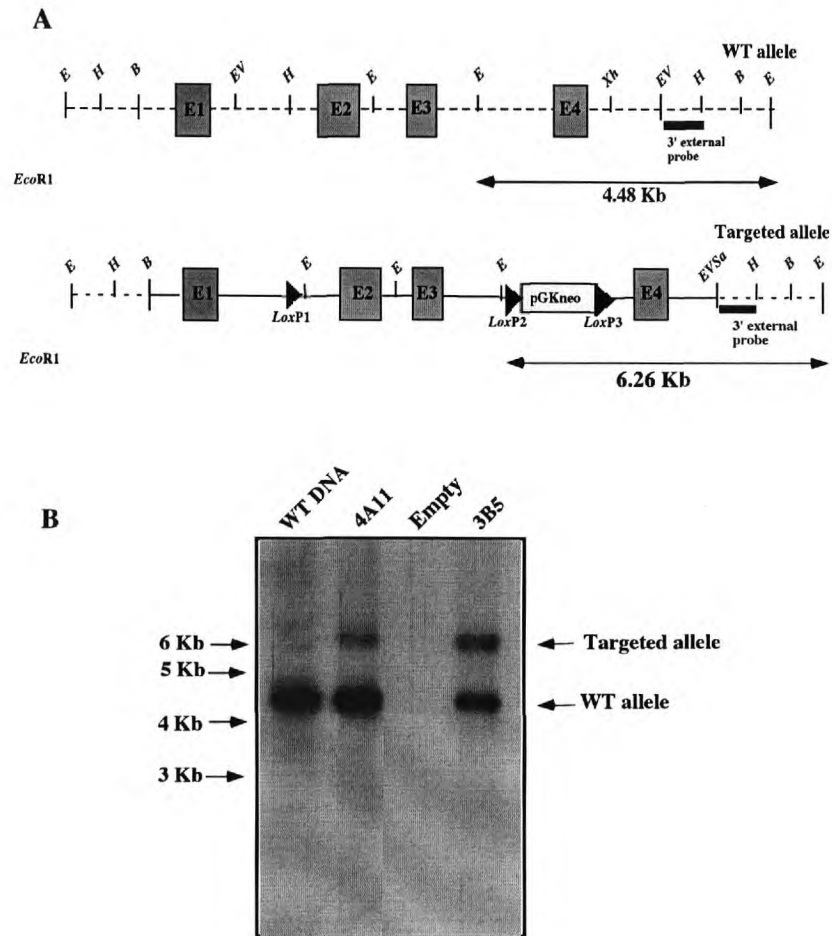 A
WT allele
E H B EV H E E Xh EV H B E
E1 E2 E3 E4
3' external
probe
EcoR1
4.48 Kb
Targeted allele
E H B E E E EVSa H B E
E1 E2 E3 pGKneo E4
LoxP1 LoxP2 LoxP3
3' external
probe
EcoR1
6.26 Kb
B
WT DNA 4A11 Empty 3B5
6 Kb
Targeted allele
5 Kb
WT allele
4 Kb
3 Kb